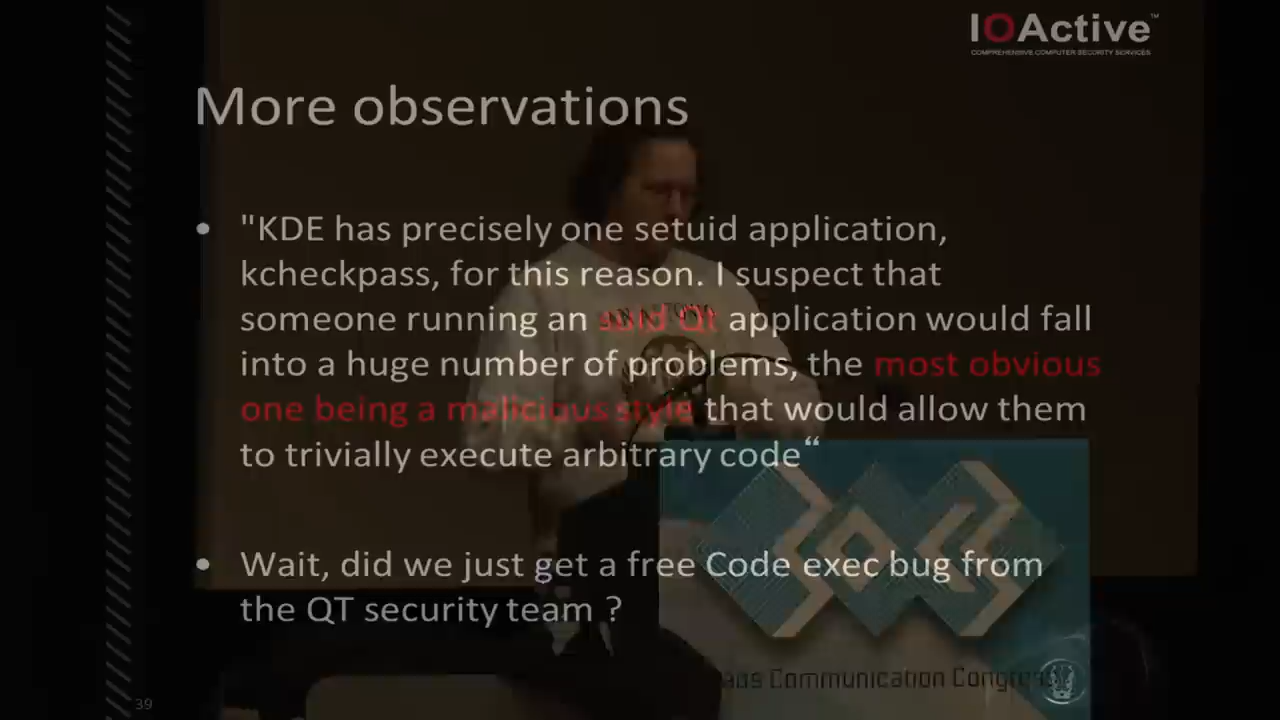 IOActive™
COMPREHENSIVE COMPUTER SECURITY SERVICES
More observations
• "KDE has precisely one setuid application,
kcheckpass, for this reason. I suspect that
someone running an suid Qt application would fall
into a huge number of problems, the most obvious
one being a malicious style that would allow them
to trivially execute arbitrary code“
• Wait, did we just get a free Code exec bug from
the QT security team ?
Communication
39